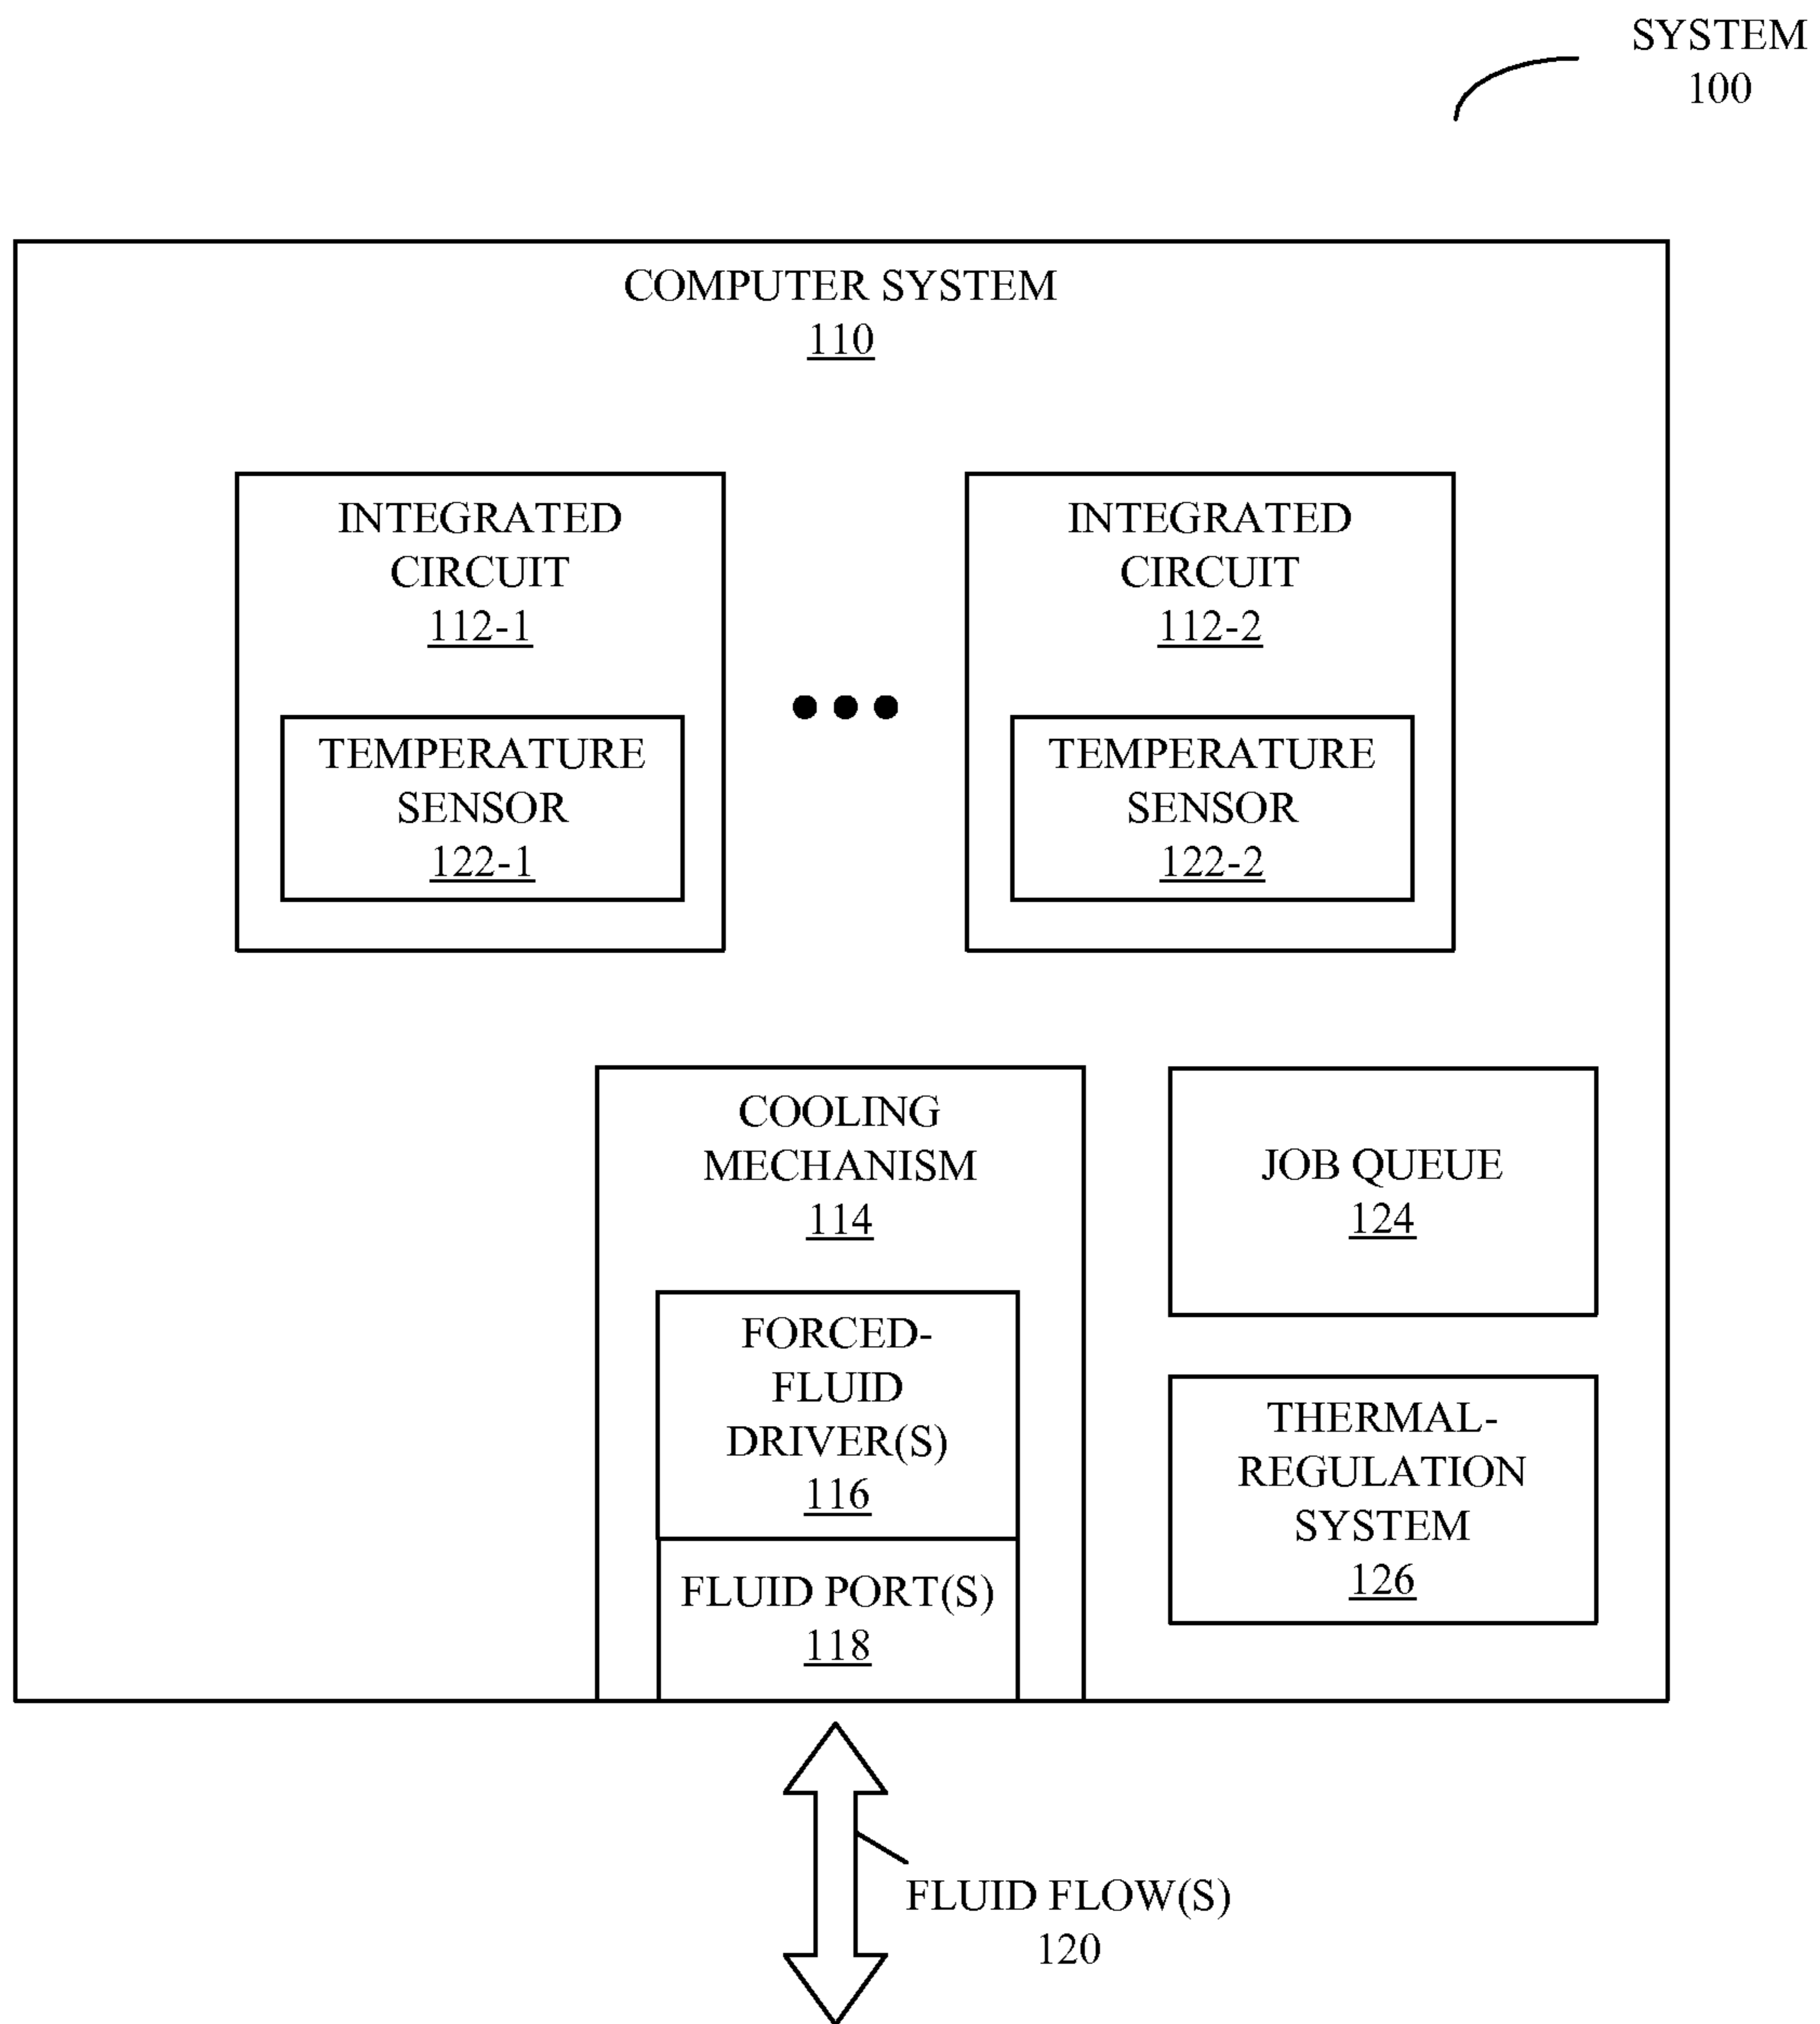 SYSTEM
100
COMPUTER SYSTEM
110
INTEGRATED
CIRCUIT
112-1
TEMPERATURE
SENSOR
122-1
INTEGRATED
CIRCUIT
112-2
TEMPERATURE
SENSOR
122-2
COOLING
MECHANISM
114
FORCED-
FLUID
DRIVER(S)
116
FLUID PORT(S)
118
JOB QUEUE
124
THERMAL-
REGULATION
SYSTEM
126
FLUID FLOW(S)
120